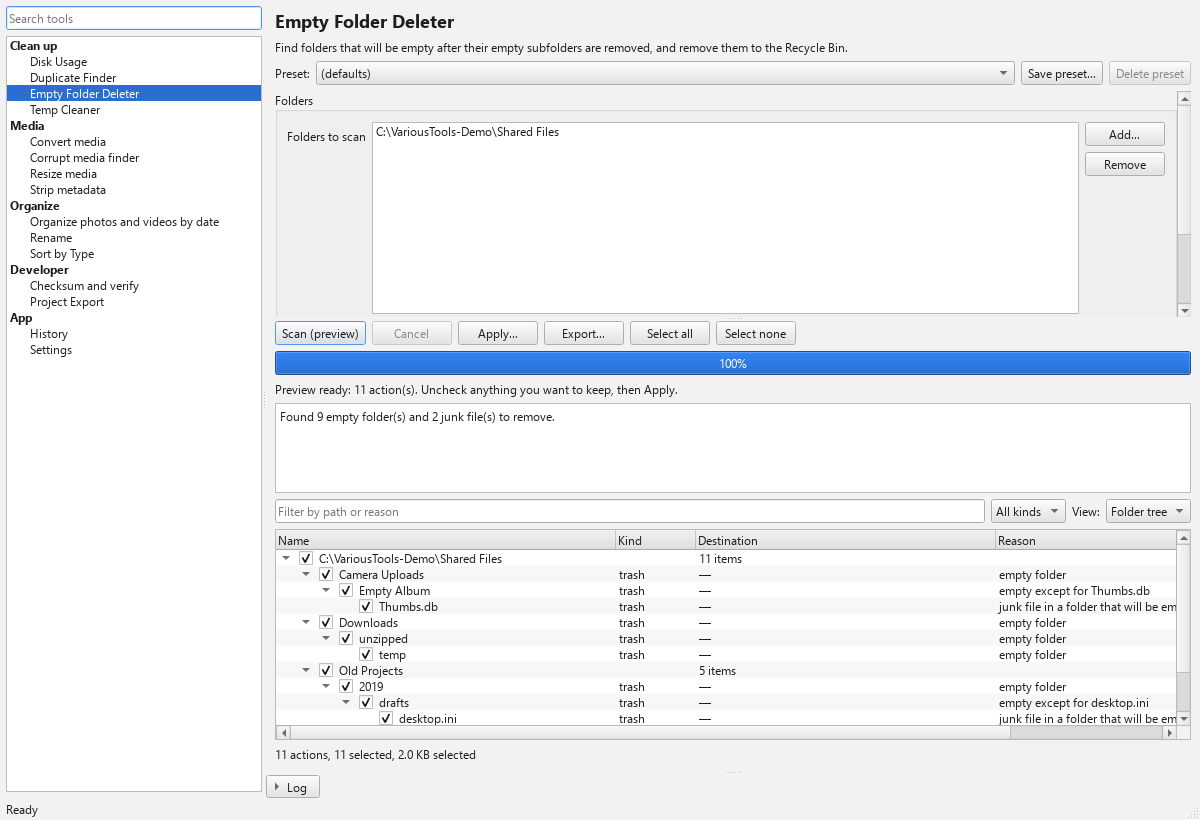 Search tools
Clean up
Disk Usage
Duplicate Finder
Empty Folder Deleter
Temp Cleaner
Media
Convert media
Corrupt media finder
Resize media
Strip metadata
Organize
Organize photos and videos by date
Rename
Sort by Type
Developer
Checksum and verify
Project Export
App
History
Settings
Empty Folder Deleter
Find folders that will be empty after their empty subfolders are removed, and remove them to the Recycle Bin.
Preset: (defaults) Save preset... Delete preset
Folders
Folders to scan C:\VariousTools-Demo\Shared Files Add...
Remove
Scan (preview) Cancel Apply... Export... Select all Select none
100%
Preview ready: 11 action(s). Uncheck anything you want to keep, then Apply.
Found 9 empty folder(s) and 2 junk file(s) to remove.
Filter by path or reason All kinds View: Folder tree
Name Kind Destination Reason
C:\VariousTools-Demo\Shared Files 11 items
Camera Uploads trash — empty folder
Empty Album trash — empty except for Thumbs.db
Thumbs.db trash — junk file in a folder that will be em
Downloads trash — empty folder
unzipped trash — empty folder
temp trash — empty folder
Old Projects 5 items
2019 trash — empty folder
drafts trash — empty except for desktop.ini
desktop.ini trash — junk file in a folder that will be em
11 actions, 11 selected, 2.0 KB selected
Log
Ready